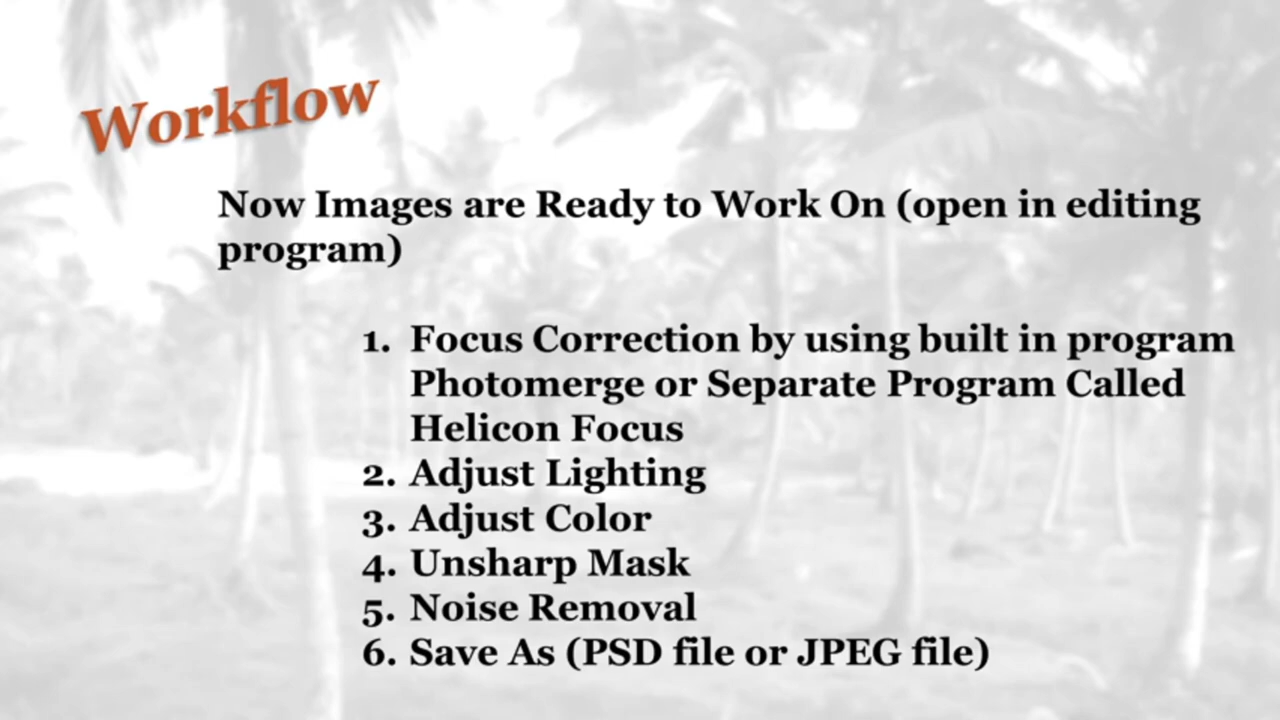 Workflow
Now Images are Ready to Work On (open in editing
program)
1. Focus Correction by using built in program
Photomerge or Separate Program Called
Helicon Focus
2. Adjust Lighting
3. Adjust Color
4. Unsharp Mask
5. Noise Removal
6. Save As (PSD file or JPEG file)